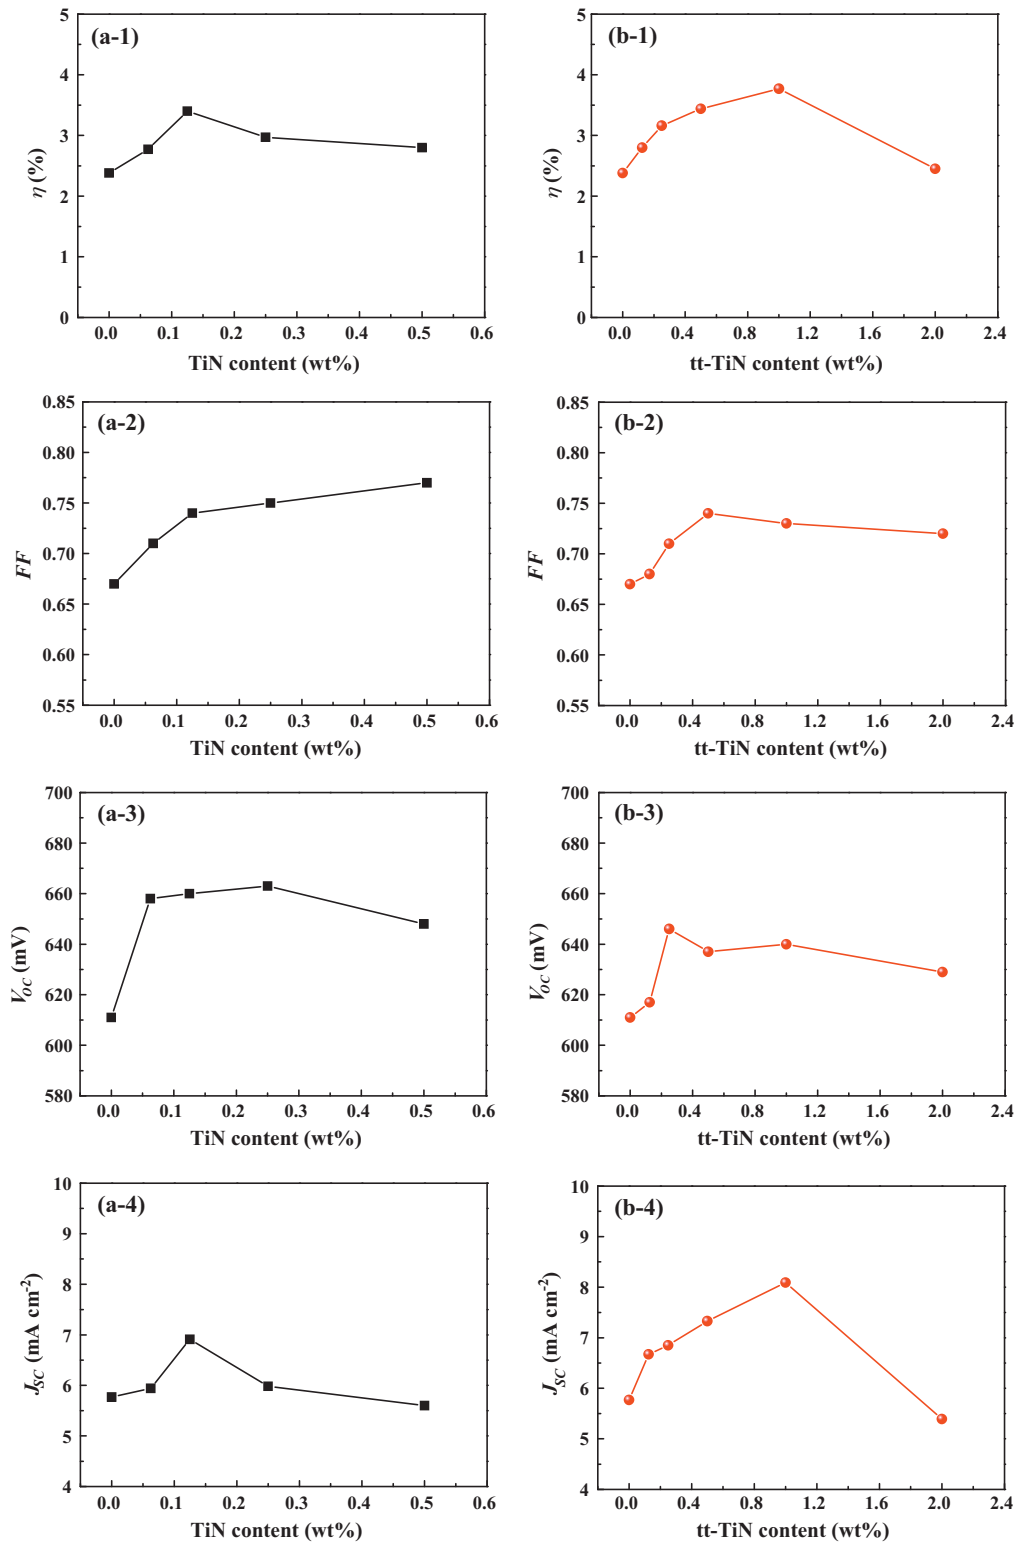 (a-1)
5
4
3
2
1
0
η (%)
0.0 0.1 0.2 0.3 0.4 0.5 0.6
TiN content (wt%)
(b-1)
5
4
3
2
1
0
η (%)
0.0 0.4 0.8 1.2 1.6 2.0 2.4
tt-TiN content (wt%)
(a-2)
0.85
0.80
0.75
0.70
0.65
0.60
0.55
FF
0.0 0.1 0.2 0.3 0.4 0.5 0.6
TiN content (wt%)
(b-2)
0.85
0.80
0.75
0.70
0.65
0.60
0.55
FF
0.0 0.4 0.8 1.2 1.6 2.0 2.4
tt-TiN content (wt%)
(a-3)
700
680
660
640
620
600
580
V_OC (mV)
0.0 0.1 0.2 0.3 0.4 0.5 0.6
TiN content (wt%)
(b-3)
700
680
660
640
620
600
580
V_OC (mV)
0.0 0.4 0.8 1.2 1.6 2.0 2.4
tt-TiN content (wt%)
(a-4)
10
9
8
7
6
5
4
J_SC (mA cm⁻²)
0.0 0.1 0.2 0.3 0.4 0.5 0.6
TiN content (wt%)
(b-4)
10
9
8
7
6
5
4
J_SC (mA cm⁻²)
0.0 0.4 0.8 1.2 1.6 2.0 2.4
tt-TiN content (wt%)